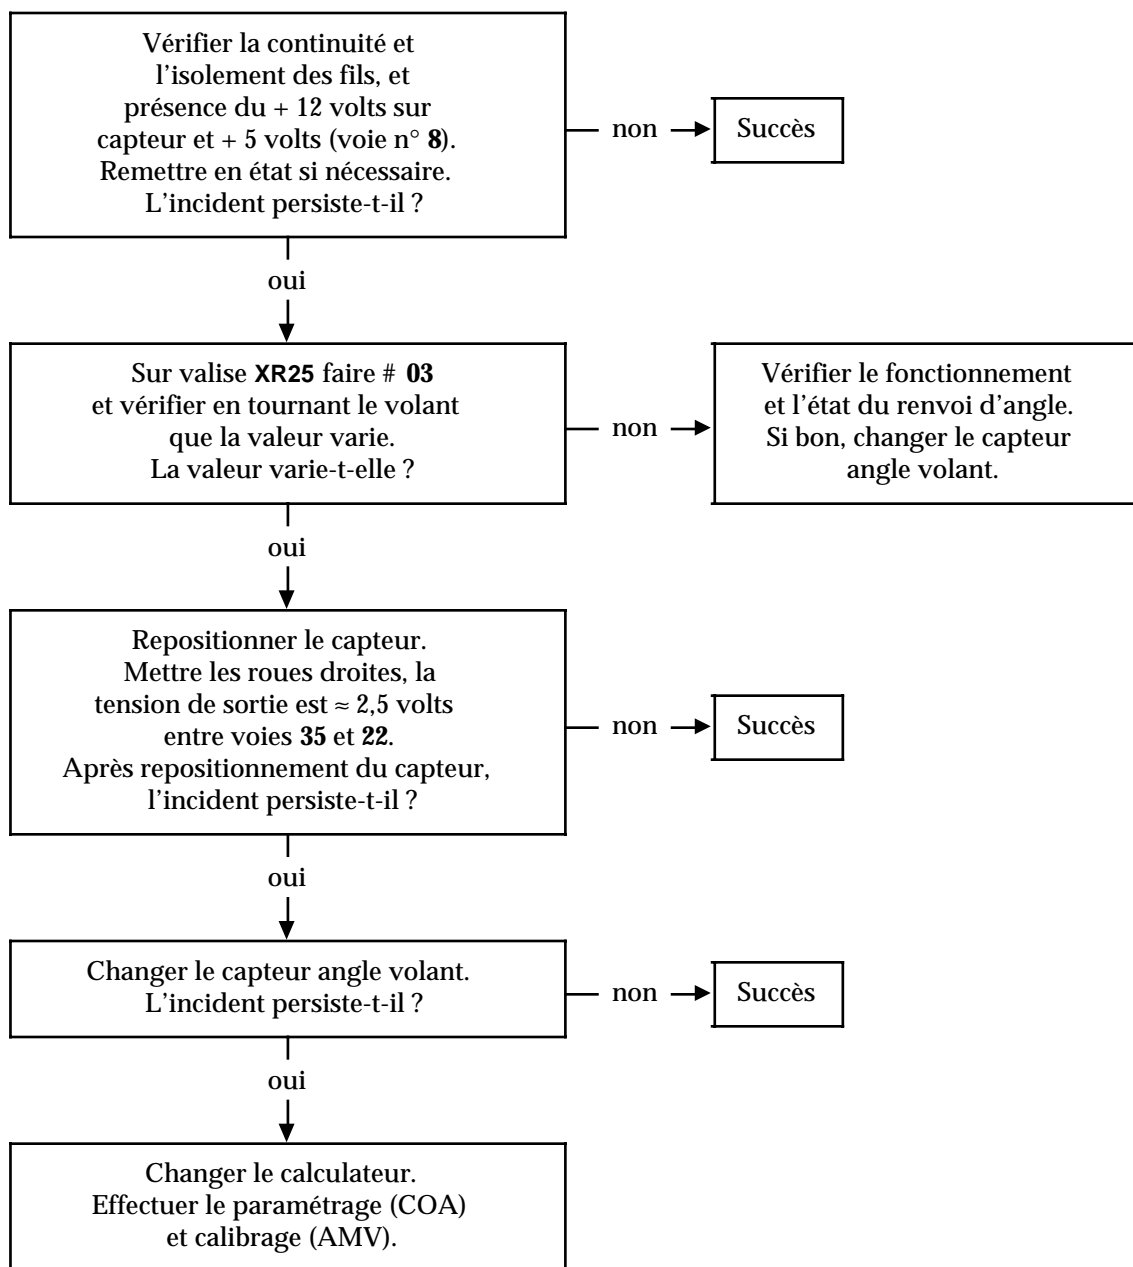 Vérifier la continuité et
l'isolement des fils, et
présence du + 12 volts sur
capteur et + 5 volts (voie n° 8).
Remettre en état si nécessaire.
L'incident persiste-t-il ?
non
Succès
oui
Sur valise XR25 faire # 03
et vérifier en tournant le volant
que la valeur varie.
La valeur varie-t-elle ?
non
Vérifier le fonctionnement
et l'état du renvoi d'angle.
Si bon, changer le capteur
angle volant.
oui
Repositionner le capteur.
Mettre les roues droites, la
tension de sortie est ≈ 2,5 volts
entre voies 35 et 22.
Après repositionnement du capteur,
l'incident persiste-t-il ?
non
Succès
oui
Changer le capteur angle volant.
L'incident persiste-t-il ?
non
Succès
oui
Changer le calculateur.
Effectuer le paramétrage (COA)
et calibrage (AMV).